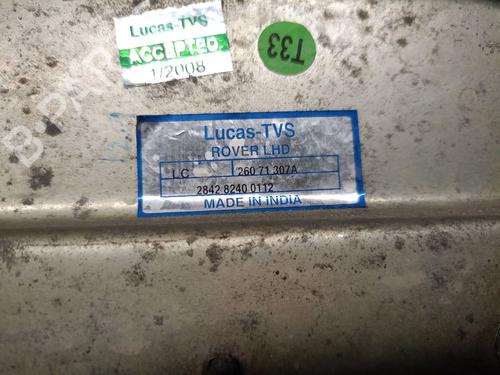 Lucas-TVS
ACCEPTED
1/2008
T33
Lucas-TVS
ROVER LHD
LC 260 71 307A
2842 8240 0112
MADE IN INDIA